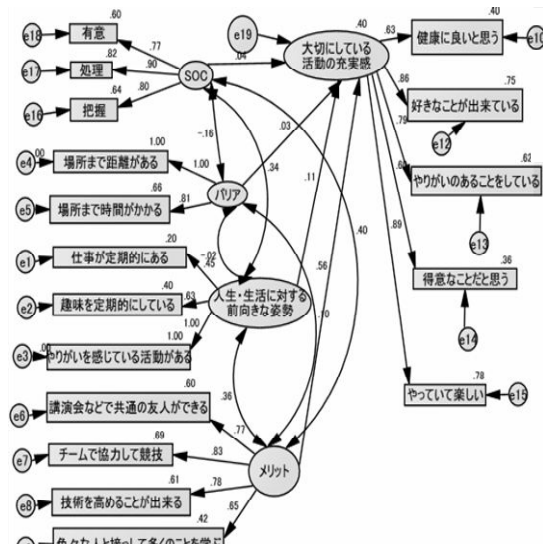 e18
有意
.60
.77
e17
処理
.82
.90
e16
把握
.64
.80
SOC
.04
e19
.40
大切にしている
活動の充実感
.63
.40
健康に良いと思う
e10
.86
.75
好きなことが出来ている
e12
.79
.62
やりがいのあることをしている
e13
.89
.36
得意なことだと思う
e14
.78
やっていて楽しい
e15
-.16
.34
.03
.11
.40
.56
e4
.00
場所まで距離がある
1.00
1.00
バリア
e5
場所まで時間がかかる
.66
.81
e1
仕事が定期的にある
.20
.45
-.02
e2
趣味を定期的にしている
.40
.63
人生・生活に対する
前向きな姿勢
e3
.00
やりがいを感じている活動がある
1.00
1.00
.36
e6
講演会などで共通の友人ができる
.60
.77
e7
チームで協力して競技
.69
.83
メリット
e8
技術を高めることが出来る
.61
.78
.42
.65